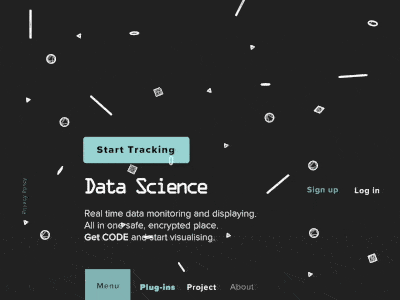 Start Tracking
Data Science
Real time data monitoring and displaying.
All in one safe, encrypted place.
Get CODE and start visualising.
Sign up
Log in
Privacy Policy
Menu
Plug-ins
Project
About